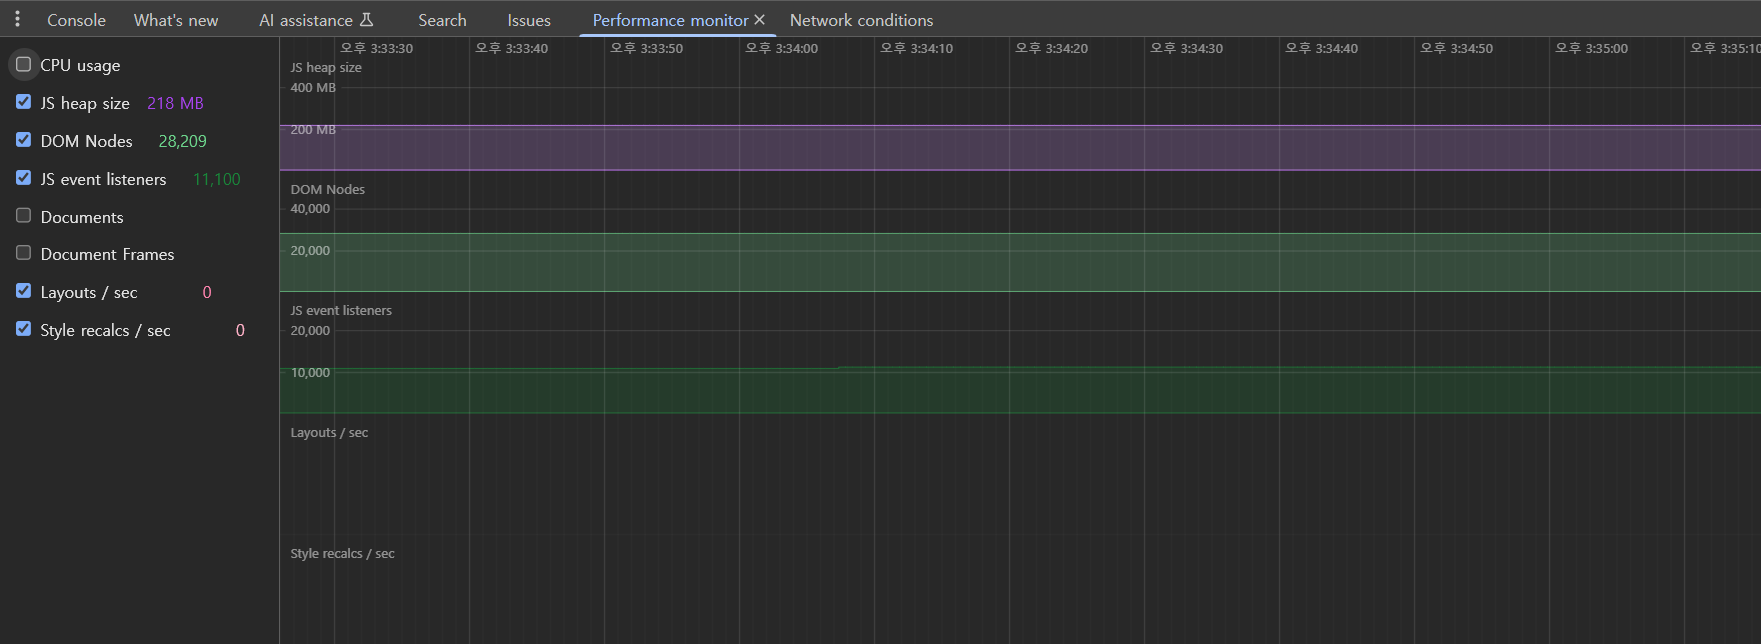 Console What's new AI assistance Search Issues Performance monitor Network conditions
CPU usage
JS heap size 218 MB
DOM Nodes 28,209
JS event listeners 11,100
Documents
Document Frames
Layouts / sec 0
Style recalcs / sec 0
오후 3:33:30 오후 3:33:40 오후 3:33:50 오후 3:34:00 오후 3:34:10 오후 3:34:20 오후 3:34:30 오후 3:34:40 오후 3:34:50 오후 3:35:00 오후 3:35:10
JS heap size
400 MB
200 MB
DOM Nodes
40,000
20,000
JS event listeners
20,000
10,000
Layouts / sec
Style recalcs / sec